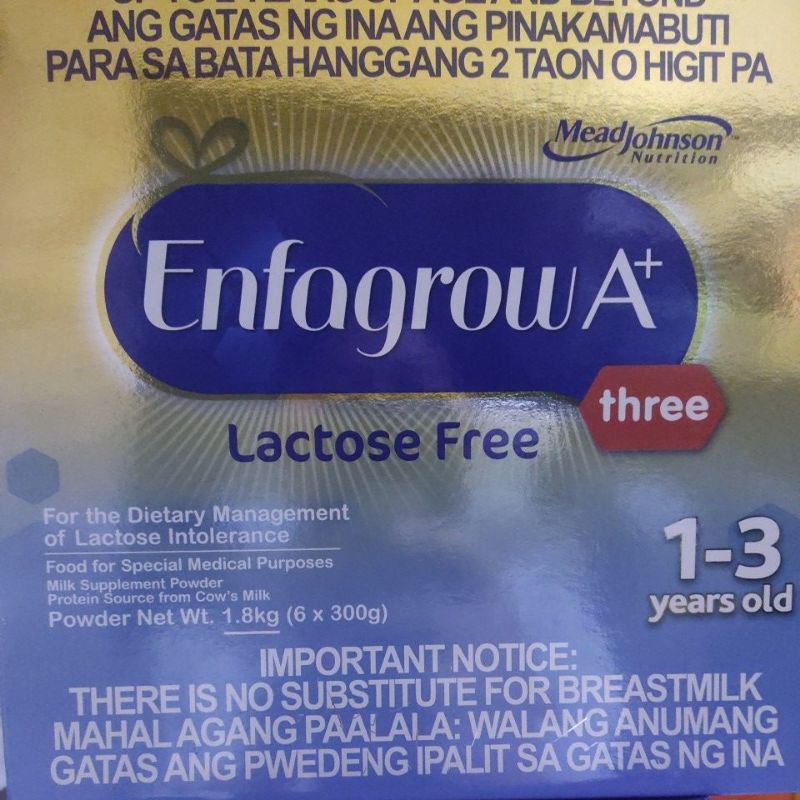 ANG GATAS NG INA ANG PINAKAMABUTI
PARA SA BATA HANGGANG 2 TAON O HIGIT PA
MeadJohnson™
Nutrition
Enfagrow A+
three
Lactose Free
For the Dietary Management
of Lactose Intolerance
Food for Special Medical Purposes
Milk Supplement Powder
Protein Source from Cow's Milk
Powder Net Wt. 1.8kg (6 x 300g)
1-3
years old
IMPORTANT NOTICE:
THERE IS NO SUBSTITUTE FOR BREASTMILK
MAHALAGANG PAALALA: WALANG ANUMANG
GATAS ANG PWEDENG IPALIT SA GATAS NG INA